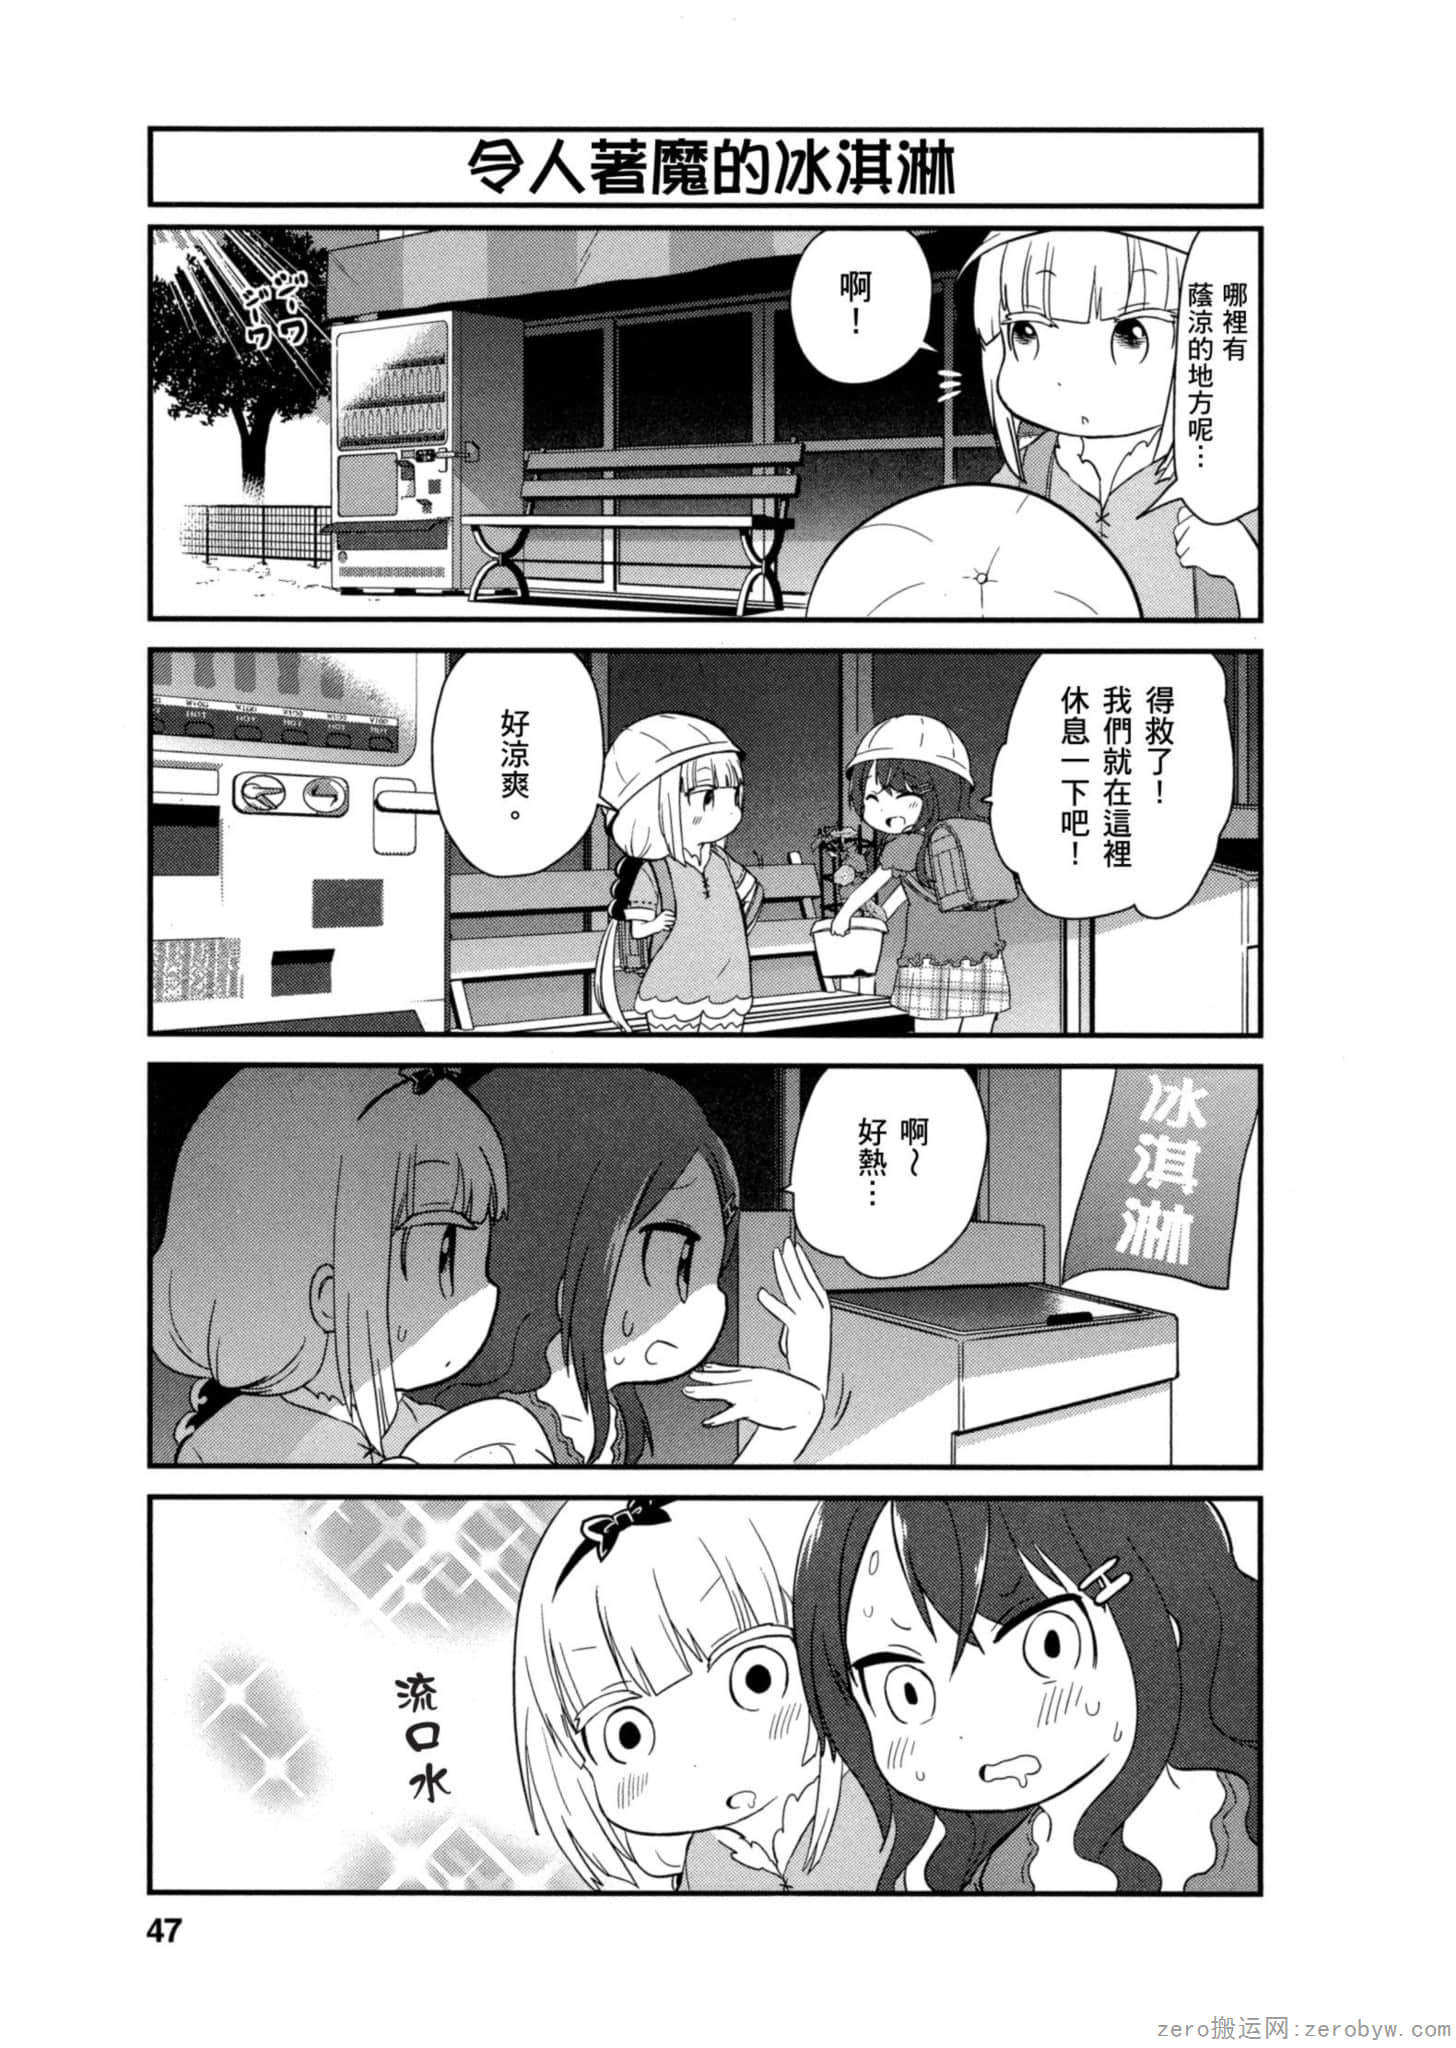 令人著魔的冰淇淋
哪裡有
蔭涼的地方呢…
啊！
ジーワ
ジーワ
得救了！
我們就在這裡
休息一下吧！
好涼爽。
冰淇淋
啊～
好熱…
流口水
47
zero搬运网:zerobyw.com